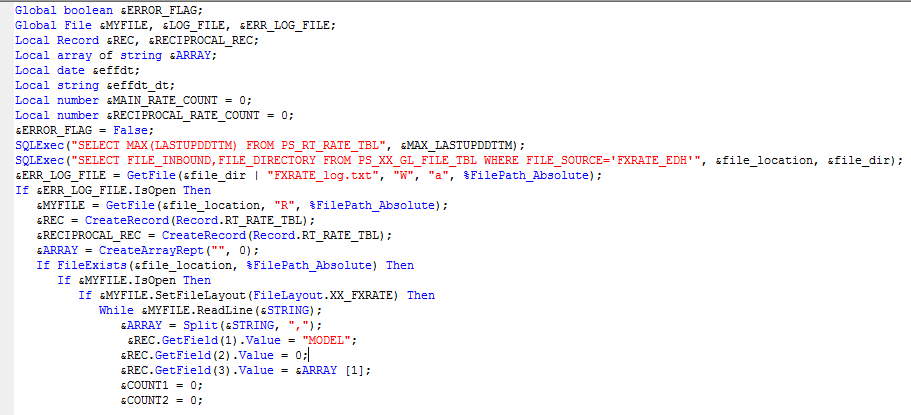 Global boolean &ERROR_FLAG;
Global File &MYFILE, &LOG_FILE, &ERR_LOG_FILE;
Local Record &REC, &RECIPROCAL_REC;
Local array of string &ARRAY;
Local date &effdt;
Local string &effdt_dt;
Local number &MAIN_RATE_COUNT = 0;
Local number &RECIPROCAL_RATE_COUNT = 0;
&ERROR_FLAG = False;
SQLExec("SELECT MAX(LASTUPDDTTM) FROM PS_RT_RATE_TBL", &MAX_LASTUPDDTTM);
SQLExec("SELECT FILE_INBOUND,FILE_DIRECTORY FROM PS_XX_GL_FILE_TBL WHERE FILE_SOURCE='FXRATE_EDH'", &file_location, &file_dir);
&ERR_LOG_FILE = GetFile(&file_dir | "FXRATE_log.txt", "W", "a", %FilePath_Absolute);
If &ERR_LOG_FILE.IsOpen Then
   &MYFILE = GetFile(&file_location, "R", %FilePath_Absolute);
   &REC = CreateRecord(Record.RT_RATE_TBL);
   &RECIPROCAL_REC = CreateRecord(Record.RT_RATE_TBL);
   &ARRAY = CreateArrayRept("", 0);
   If FileExists(&file_location, %FilePath_Absolute) Then
      If &MYFILE.IsOpen Then
         If &MYFILE.SetFileLayout(FileLayout.XX_FXRATE) Then
            While &MYFILE.ReadLine(&STRING);
               &ARRAY = Split(&STRING, ",");
                &REC.GetField(1).Value = "MODEL";
               &REC.GetField(2).Value = 0;
               &REC.GetField(3).Value = &ARRAY [1];
               &COUNT1 = 0;
               &COUNT2 = 0;